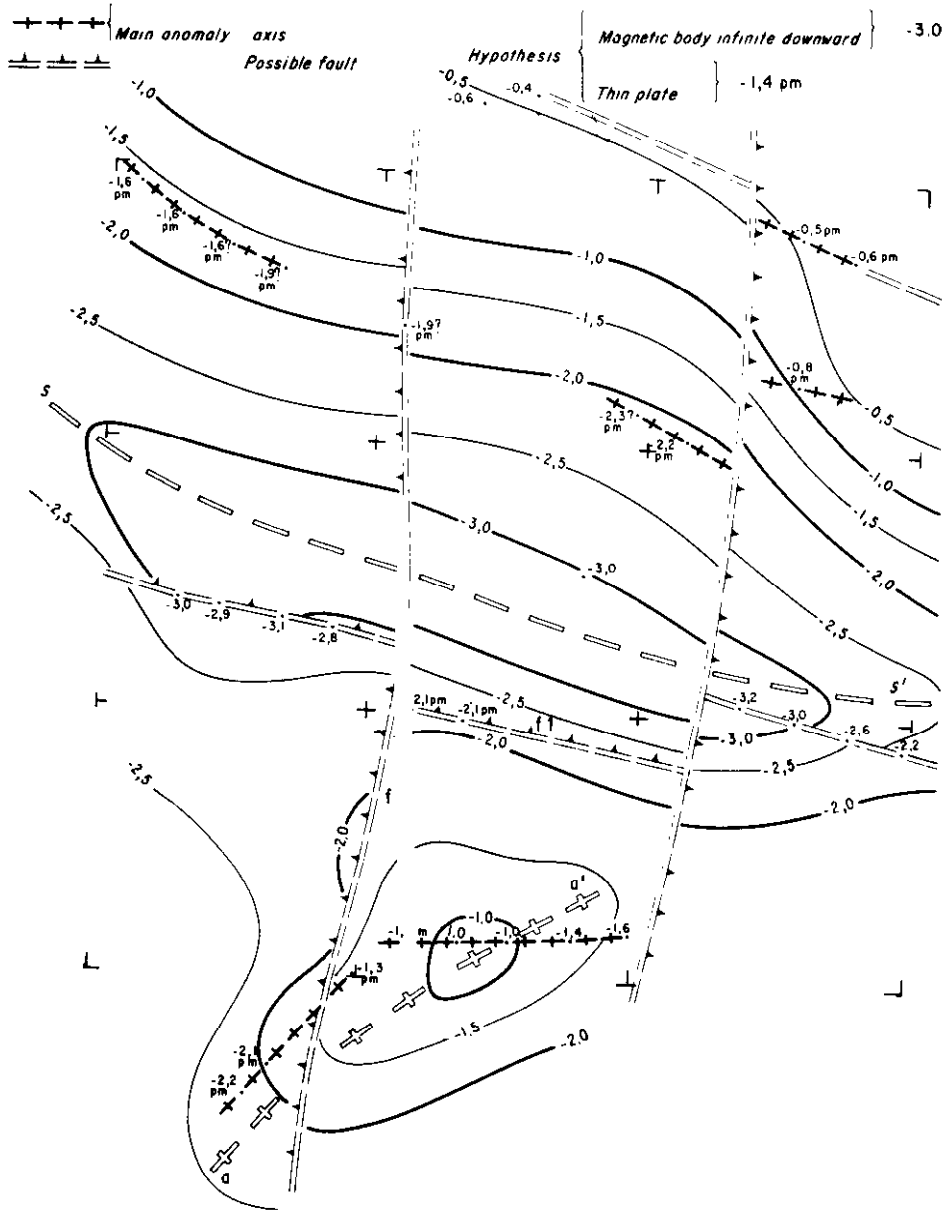 Main anomaly axis
Possible fault
Hypothesis
Magnetic body infinite downward
-3.0
Thin plate
-1,4 pm
-0,5
-0,6
-0,4
-1,0
-1,5
-1,6
pm
-1,6
pm
-1,6?
pm
-1,9?
pm
-2,0
-0,5 pm
-0,6 pm
-1,0
-2,5
-1,9?
pm
-1,5
-2,0
-0,8
pm
-0,5
S
-2,3?
pm
-2,2
pm
-2,5
-1,0
-1,5
-2,5
-3,0
-3,0
-2,0
-3,0
-2,9
-3,1
-2,8
-2,5
S'
2,1pm
-2,1pm
f1
-2,5
-3,2
-3,0
-2,6
-2,2
-3,0
-2,0
-2,5
-2,5
-2,0
f
-2,0
a'
-1,0
-1,
m
1,0
-1,0
-1,4
-1,6
-1,3
pm
-1,5
-2,0
-2,1
pm
-2,2
pm
a